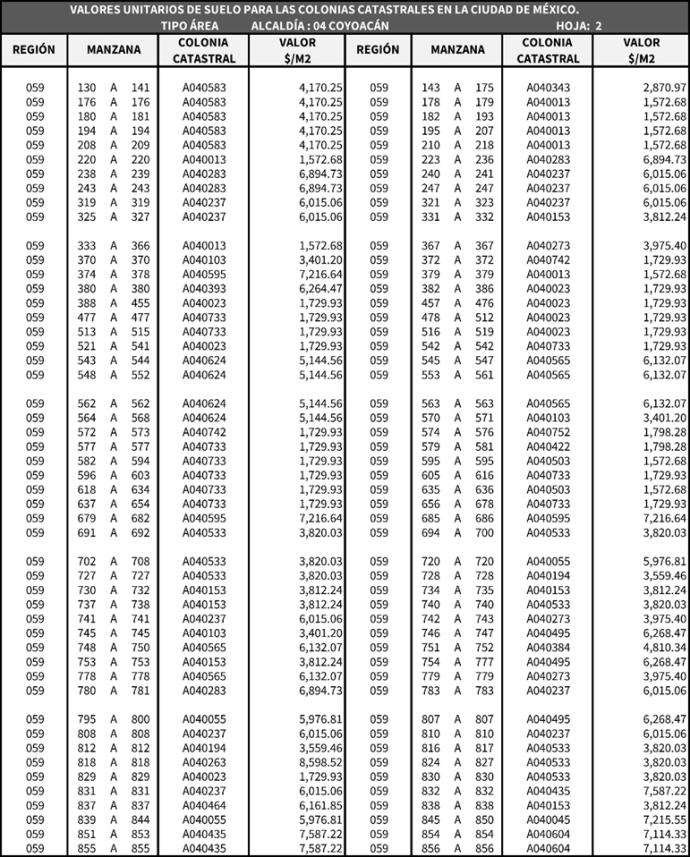 VALORES UNITARIOS DE SUELO PARA LAS COLONIAS CATASTRALES EN LA CIUDAD DE MÉXICO.
TIPO ÁREA ALCALDÍA : 04 COYOACÁN HOJA: 2
REGIÓN MANZANA COLONIA CATASTRAL VALOR $/M2 REGIÓN MANZANA COLONIA CATASTRAL VALOR $/M2
059 130 A 141 A040583 4,170.25 059 143 A 175 A040343 2,870.97
059 176 A 176 A040583 4,170.25 059 178 A 179 A040013 1,572.68
059 180 A 181 A040583 4,170.25 059 182 A 193 A040013 1,572.68
059 194 A 194 A040583 4,170.25 059 195 A 207 A040013 1,572.68
059 208 A 209 A040583 4,170.25 059 210 A 218 A040013 1,572.68
059 220 A 220 A040013 1,572.68 059 223 A 236 A040283 6,894.73
059 238 A 239 A040283 6,894.73 059 240 A 241 A040237 6,015.06
059 243 A 243 A040283 6,894.73 059 247 A 247 A040237 6,015.06
059 319 A 319 A040237 6,015.06 059 321 A 323 A040237 6,015.06
059 325 A 327 A040237 6,015.06 059 331 A 332 A040153 3,812.24
059 333 A 366 A040013 1,572.68 059 367 A 367 A040273 3,975.40
059 370 A 370 A040103 3,401.20 059 372 A 372 A040742 1,729.93
059 374 A 378 A040595 7,216.64 059 379 A 379 A040013 1,572.68
059 380 A 380 A040393 6,264.47 059 382 A 386 A040023 1,729.93
059 388 A 455 A040023 1,729.93 059 457 A 476 A040023 1,729.93
059 477 A 477 A040733 1,729.93 059 478 A 512 A040023 1,729.93
059 513 A 515 A040733 1,729.93 059 516 A 519 A040023 1,729.93
059 521 A 541 A040023 1,729.93 059 542 A 542 A040733 1,729.93
059 543 A 544 A040624 5,144.56 059 545 A 547 A040565 6,132.07
059 548 A 552 A040624 5,144.56 059 553 A 561 A040565 6,132.07
059 562 A 562 A040624 5,144.56 059 563 A 563 A040565 6,132.07
059 564 A 568 A040624 5,144.56 059 570 A 571 A040103 3,401.20
059 572 A 573 A040742 1,729.93 059 574 A 576 A040752 1,798.28
059 577 A 577 A040733 1,729.93 059 579 A 581 A040422 1,798.28
059 582 A 594 A040733 1,729.93 059 595 A 595 A040503 1,572.68
059 596 A 603 A040733 1,729.93 059 605 A 616 A040733 1,729.93
059 618 A 634 A040733 1,729.93 059 635 A 636 A040503 1,572.68
059 637 A 654 A040733 1,729.93 059 656 A 678 A040733 1,729.93
059 679 A 682 A040595 7,216.64 059 685 A 686 A040595 7,216.64
059 691 A 692 A040533 3,820.03 059 694 A 700 A040533 3,820.03
059 702 A 708 A040533 3,820.03 059 720 A 720 A040055 5,976.81
059 727 A 727 A040533 3,820.03 059 728 A 728 A040194 3,559.46
059 730 A 732 A040153 3,812.24 059 734 A 735 A040153 3,812.24
059 737 A 738 A040153 3,812.24 059 740 A 740 A040533 3,820.03
059 741 A 741 A040237 6,015.06 059 742 A 743 A040273 3,975.40
059 745 A 745 A040103 3,401.20 059 746 A 747 A040495 6,268.47
059 748 A 750 A040565 6,132.07 059 751 A 752 A040384 4,810.34
059 753 A 753 A040153 3,812.24 059 754 A 777 A040495 6,268.47
059 778 A 778 A040565 6,132.07 059 779 A 779 A040273 3,975.40
059 780 A 781 A040283 6,894.73 059 783 A 783 A040237 6,015.06
059 795 A 800 A040055 5,976.81 059 807 A 807 A040495 6,268.47
059 808 A 808 A040237 6,015.06 059 810 A 810 A040237 6,015.06
059 812 A 812 A040194 3,559.46 059 816 A 817 A040533 3,820.03
059 818 A 818 A040263 8,598.52 059 824 A 827 A040533 3,820.03
059 829 A 829 A040023 1,729.93 059 830 A 830 A040533 3,820.03
059 831 A 831 A040237 6,015.06 059 832 A 832 A040435 7,587.22
059 837 A 837 A040464 6,161.85 059 838 A 838 A040153 3,812.24
059 839 A 844 A040055 5,976.81 059 845 A 850 A040045 7,215.55
059 851 A 853 A040435 7,587.22 059 854 A 854 A040604 7,114.33
059 855 A 855 A040435 7,587.22 059 856 A 856 A040604 7,114.33